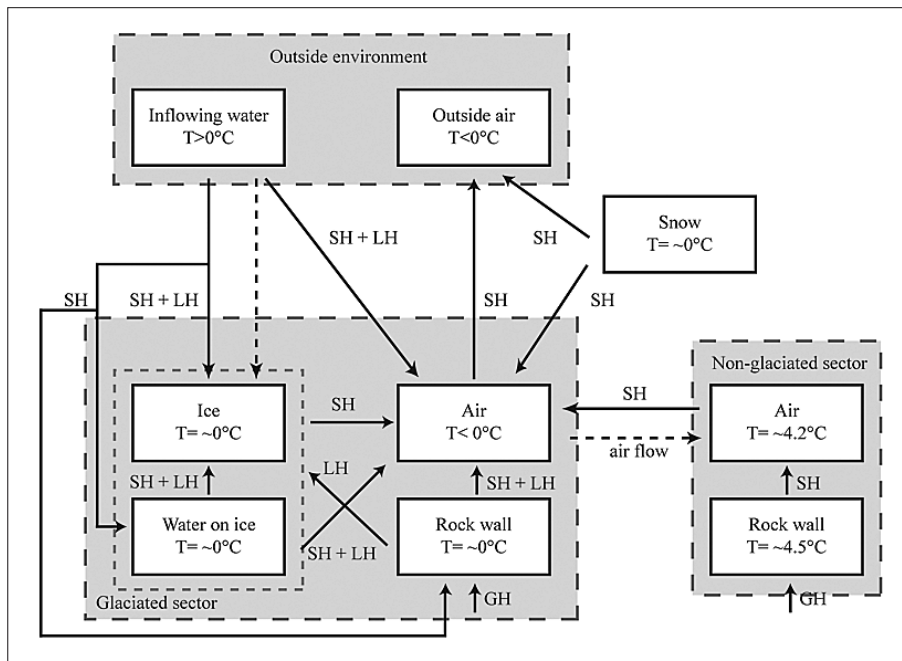 Outside environment
Inflowing water
T>0°C
Outside air
T<0°C
Snow
T= ~0°C
SH + LH
SH
SH
SH
SH
SH + LH
Non-glaciated sector
Ice
T= ~0°C
SH
Air
T< 0°C
SH
Air
T= ~4.2°C
air flow
SH + LH
LH
SH + LH
SH
Water on ice
T= ~0°C
SH + LH
Rock wall
T= ~0°C
Rock wall
T= ~4.5°C
Glaciated sector
GH
GH